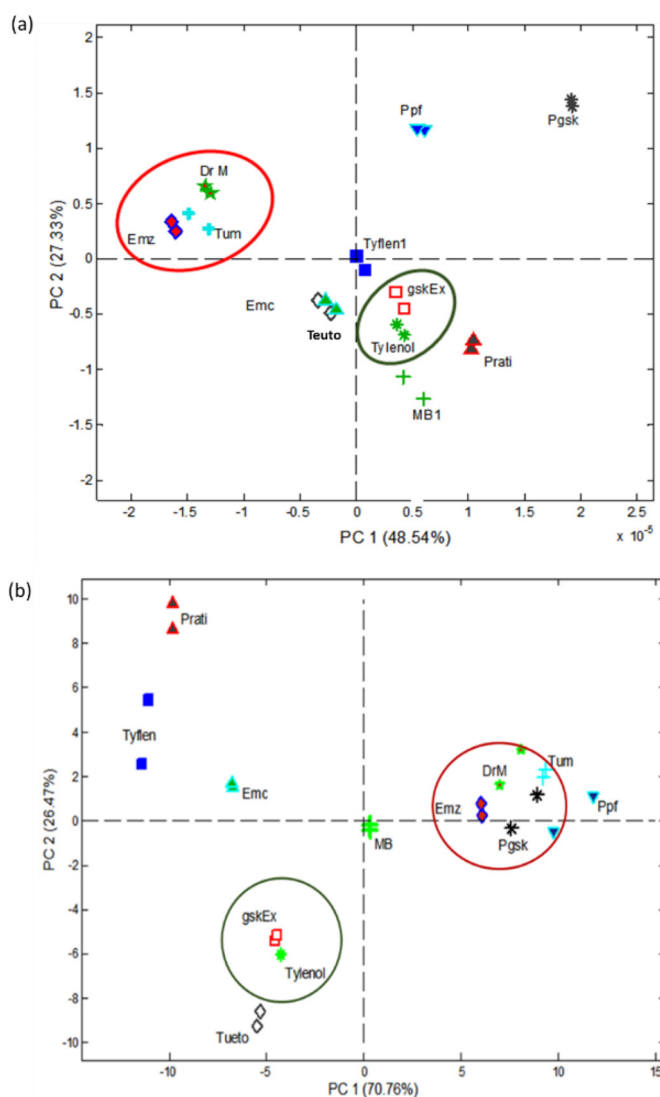 (a)
2
1.5
1
0.5
0
-0.5
-1
-1.5
-2
PC 2 (27.33%)
Ppf
Pgsk
Dr M
Emz
Tum
Tyflen1
gskEx
Emc
Teuto
Tylenol
Prati
MB1
-2 -1.5 -1 -0.5 0 0.5 1 1.5 2 2.5
PC 1 (48.54%)
x 10⁻⁵
(b)
10
8
6
4
2
0
-2
-4
-6
-8
-10
PC 2 (26.47%)
Prati
Tyflen
Emc
Tum
DrM
Emz
Ppf
Pgsk
MB
gskEx
Tylenol
Tueto
-10 -5 0 5 10 15
PC 1 (70.76%)